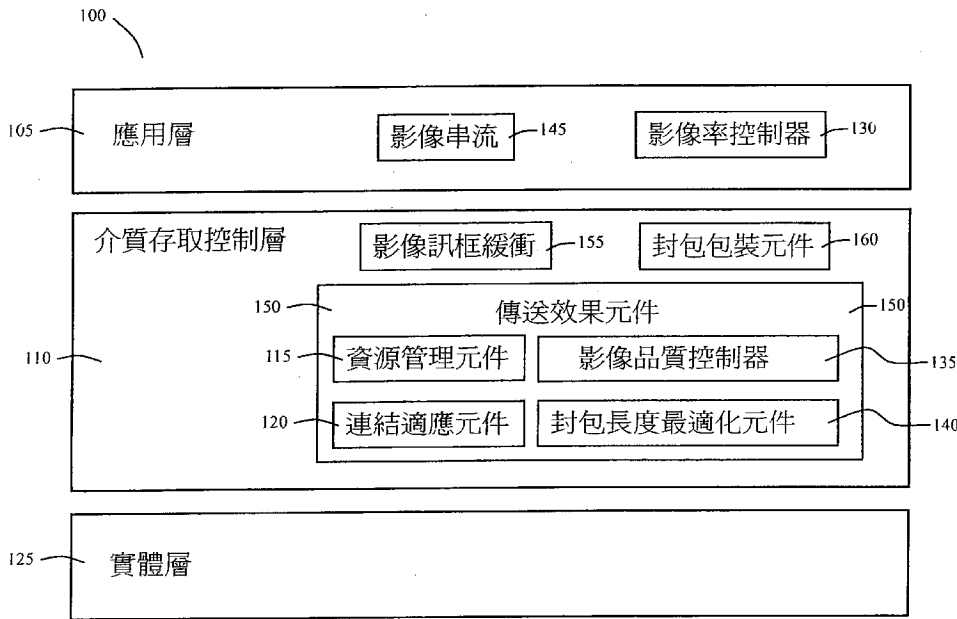 100
105
應用層
影像串流
145
影像率控制器
130
介質存取控制層
影像訊框緩衝
155
封包包裝元件
160
150
傳送效果元件
150
110
115
資源管理元件
影像品質控制器
135
120
連結適應元件
封包長度最適化元件
140
125
實體層